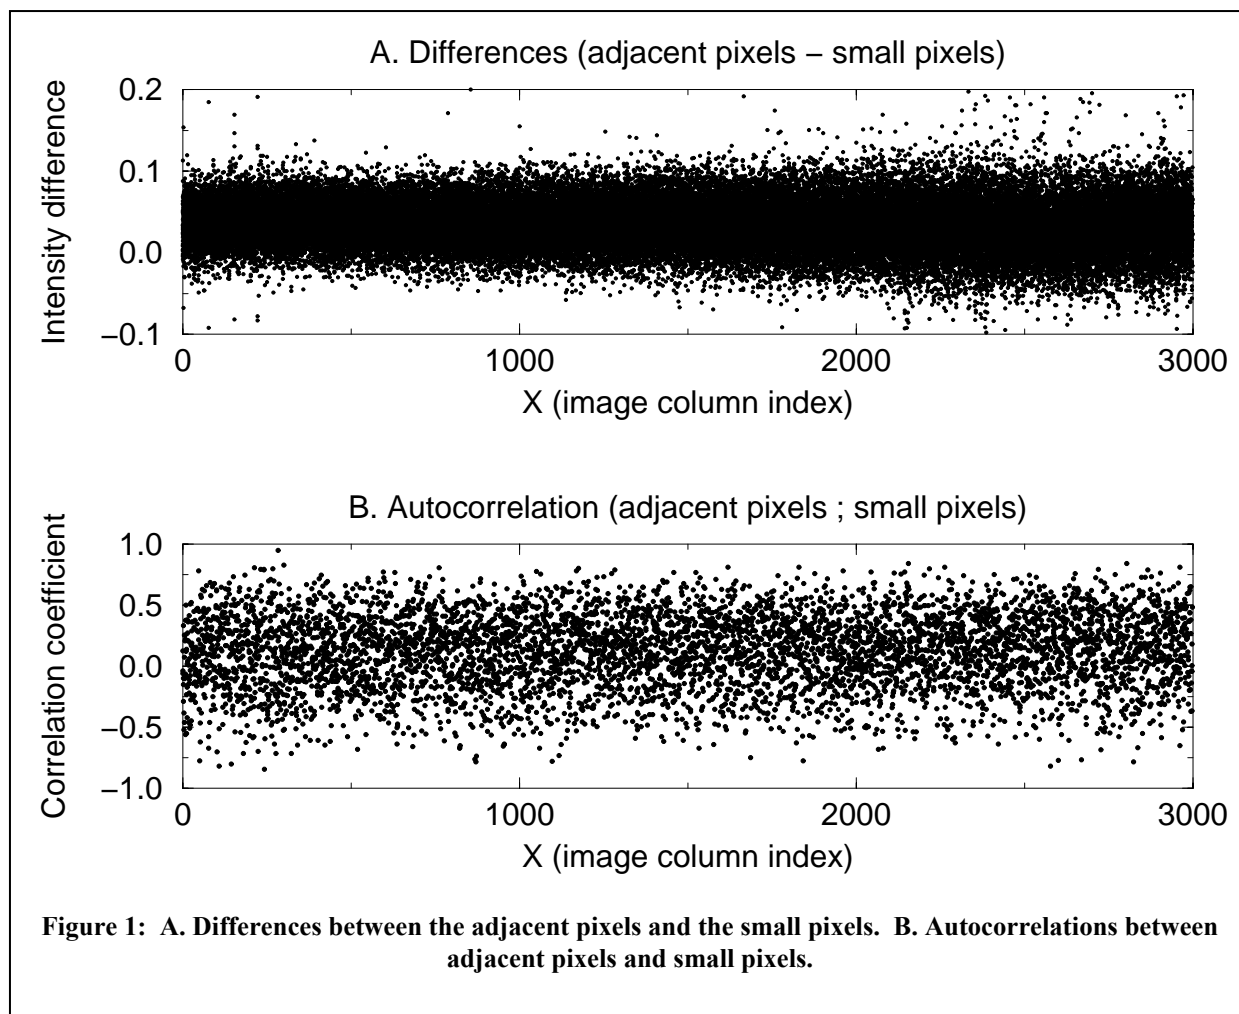 A. Differences (adjacent pixels − small pixels)
Intensity difference
0.2
0.1
0.0
−0.1
0
1000
2000
3000
X (image column index)
B. Autocorrelation (adjacent pixels ; small pixels)
Correlation coefficient
1.0
0.5
0.0
−0.5
−1.0
0
1000
2000
3000
X (image column index)
Figure 1: A. Differences between the adjacent pixels and the small pixels. B. Autocorrelations between
adjacent pixels and small pixels.